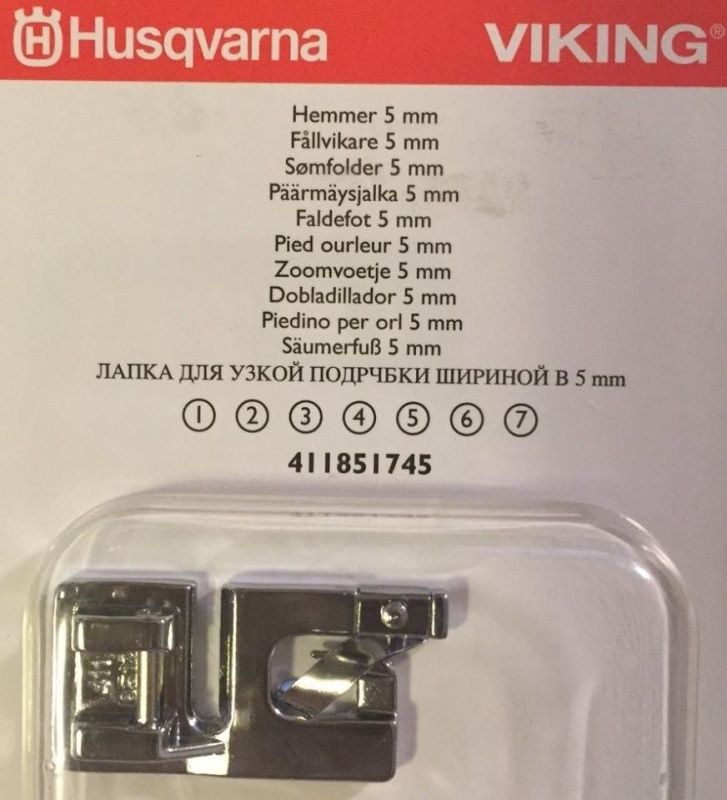 Husqvarna VIKING®
Hemmer 5 mm
Fållvikare 5 mm
Sømfolder 5 mm
Päärmäysjalka 5 mm
Faldefot 5 mm
Pied ourleur 5 mm
Zoomvoetje 5 mm
Dobladillador 5 mm
Piedino per orl 5 mm
Säumerfuß 5 mm
ЛАПКА ДЛЯ УЗКОЙ ПОДРЧБКИ ШИРИНОЙ В 5 mm
① ② ③ ④ ⑤ ⑥ ⑦
411851745